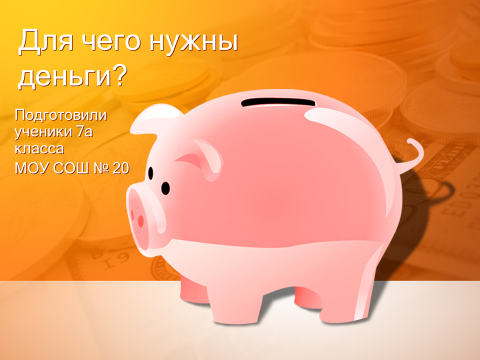 Для чего нужны
деньги?
Подготовили
ученики 7а
класса
МОУ СОШ № 20